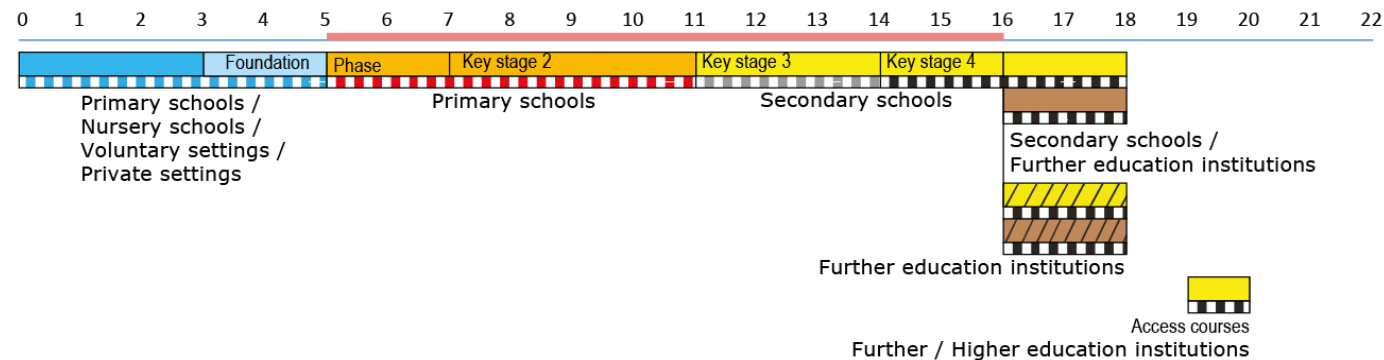 0 1 2 3 4 5 6 7 8 9 10 11 12 13 14 15 16 17 18 19 20 21 22
Foundation Phase Key stage 2 Key stage 3 Key stage 4
Primary schools /
Nursery schools /
Voluntary settings /
Private settings
Primary schools
Secondary schools
Secondary schools /
Further education institutions
Further education institutions
Access courses
Further / Higher education institutions